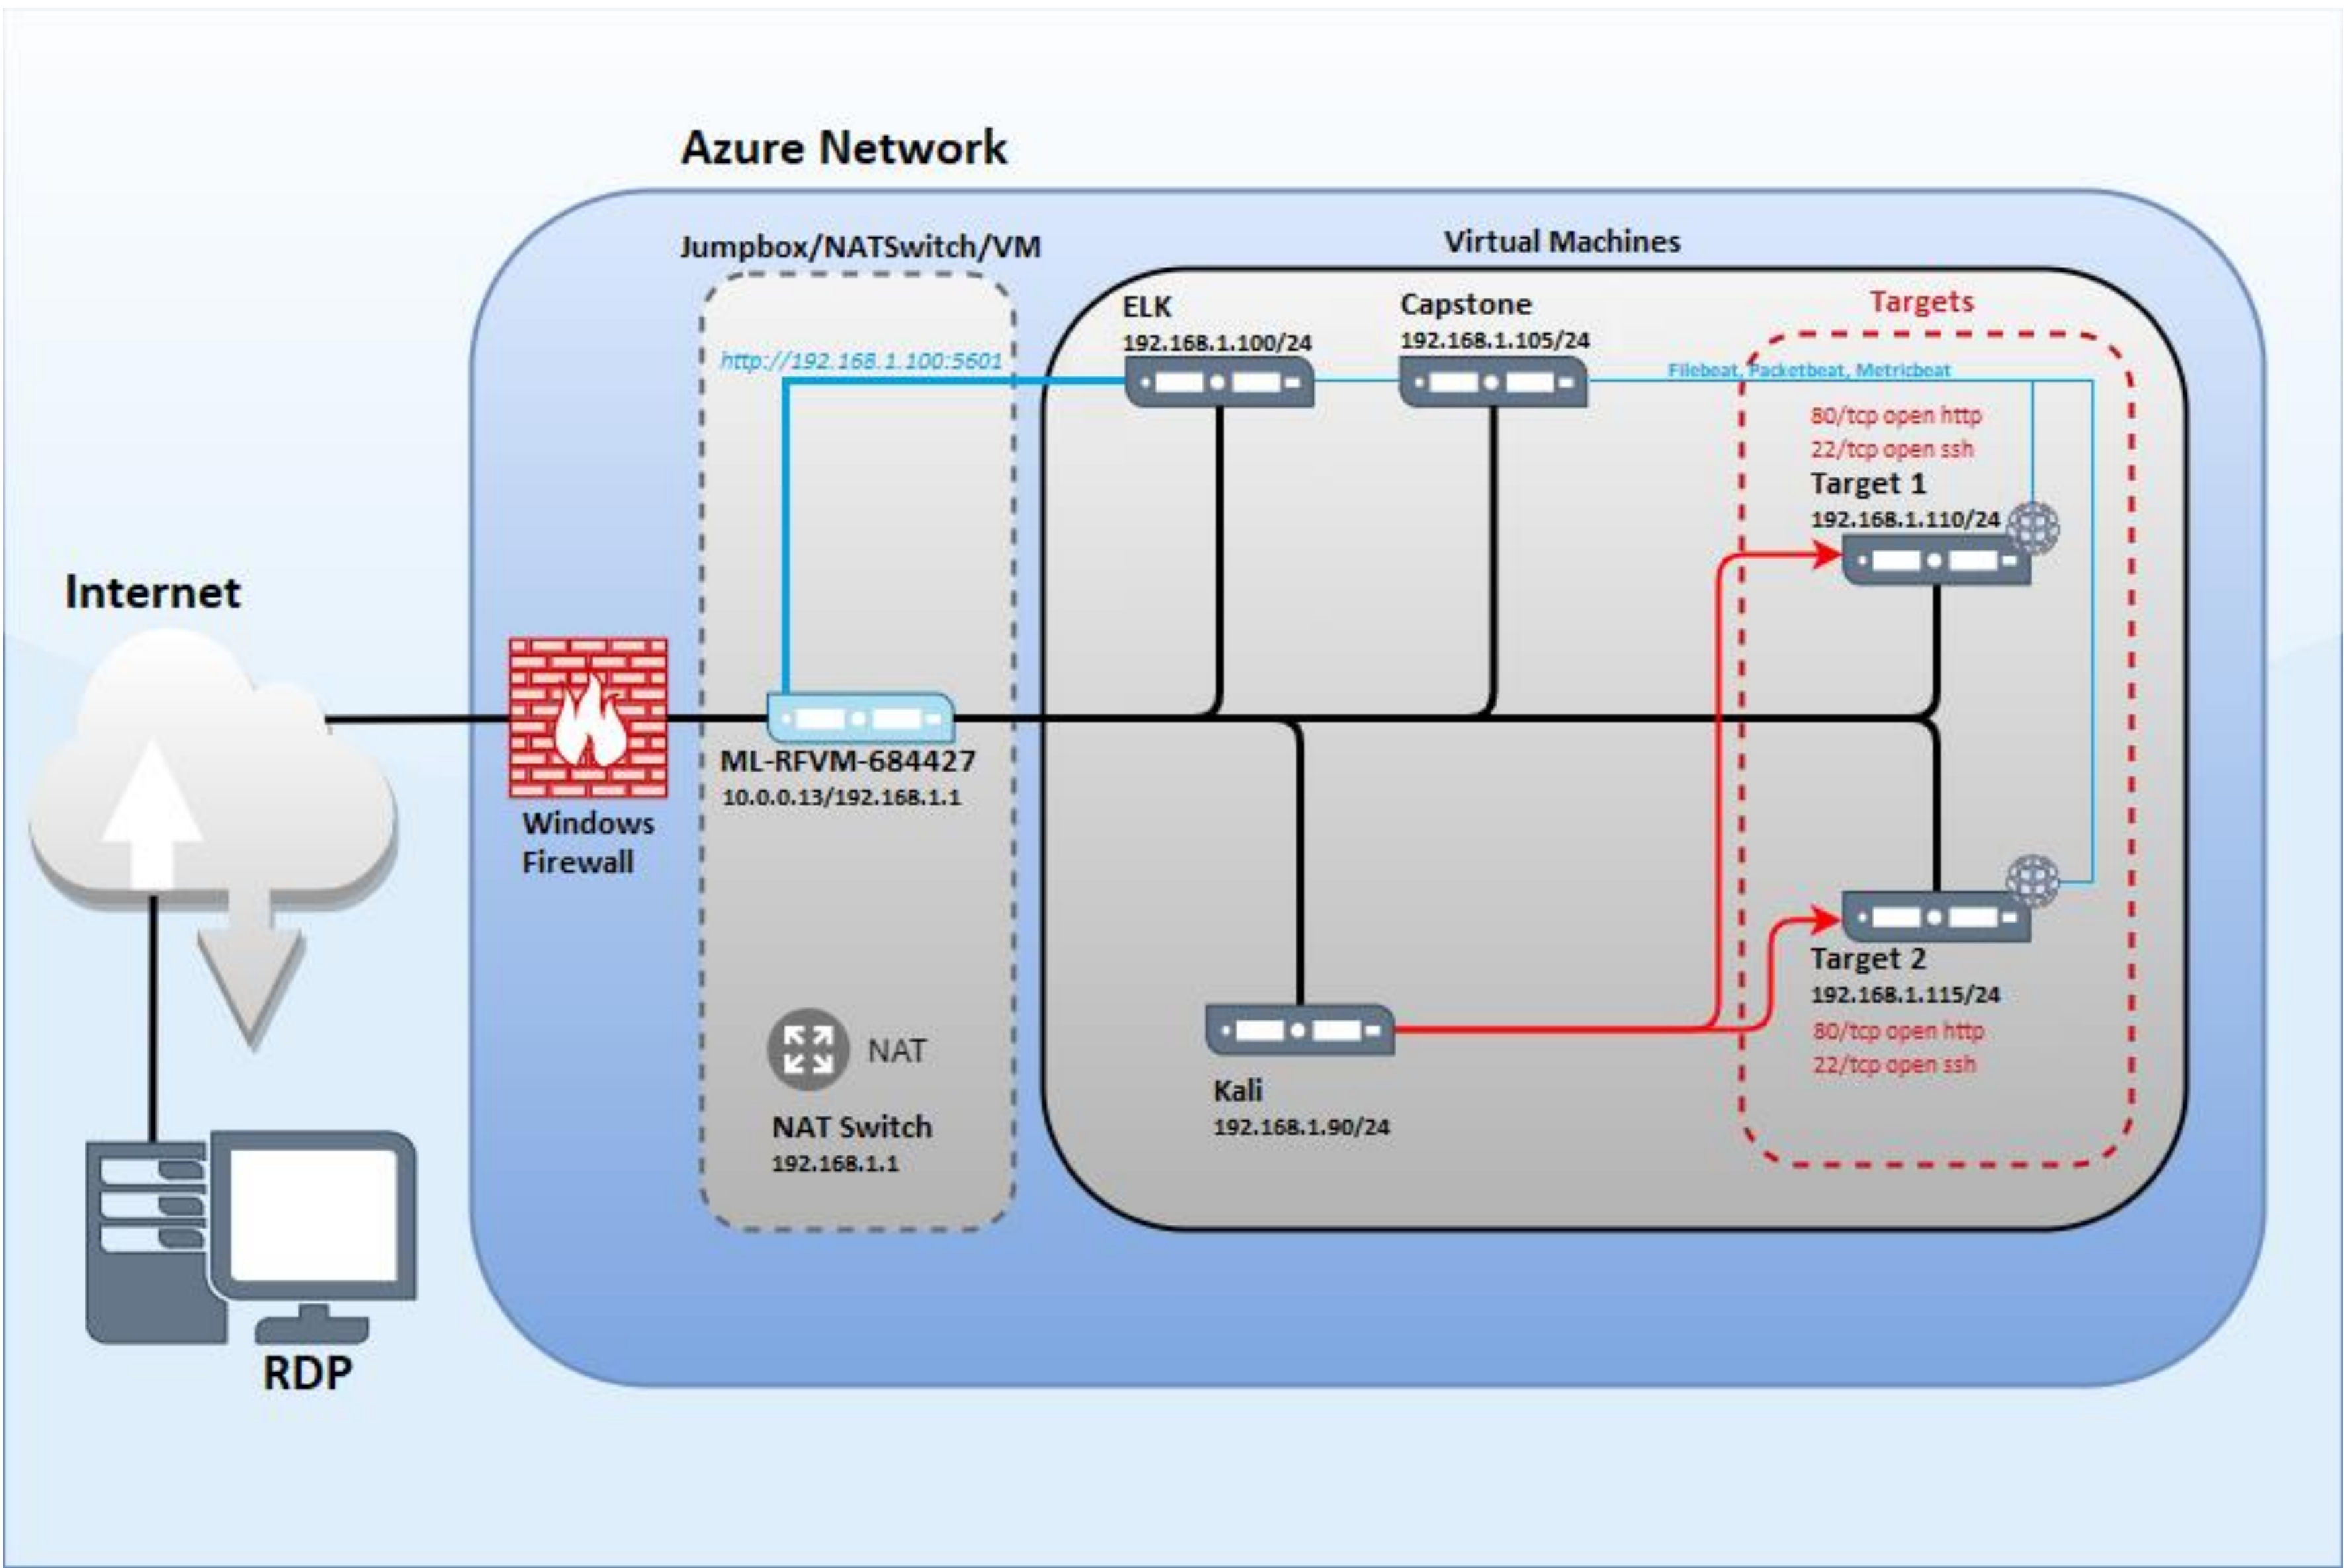 Azure Network
Jumpbox/NATSwitch/VM
Virtual Machines
ELK
192.168.1.100/24
Capstone
192.168.1.105/24
Targets
http://192.168.1.100:5601
Filebeat, Packetbeat, Metricbeat
80/tcp open http
22/tcp open ssh
Target 1
192.168.1.110/24
Internet
Windows
Firewall
ML-RFVM-684427
10.0.0.13/192.168.1.1
Target 2
192.168.1.115/24
80/tcp open http
22/tcp open ssh
NAT
NAT Switch
192.168.1.1
Kali
192.168.1.90/24
RDP